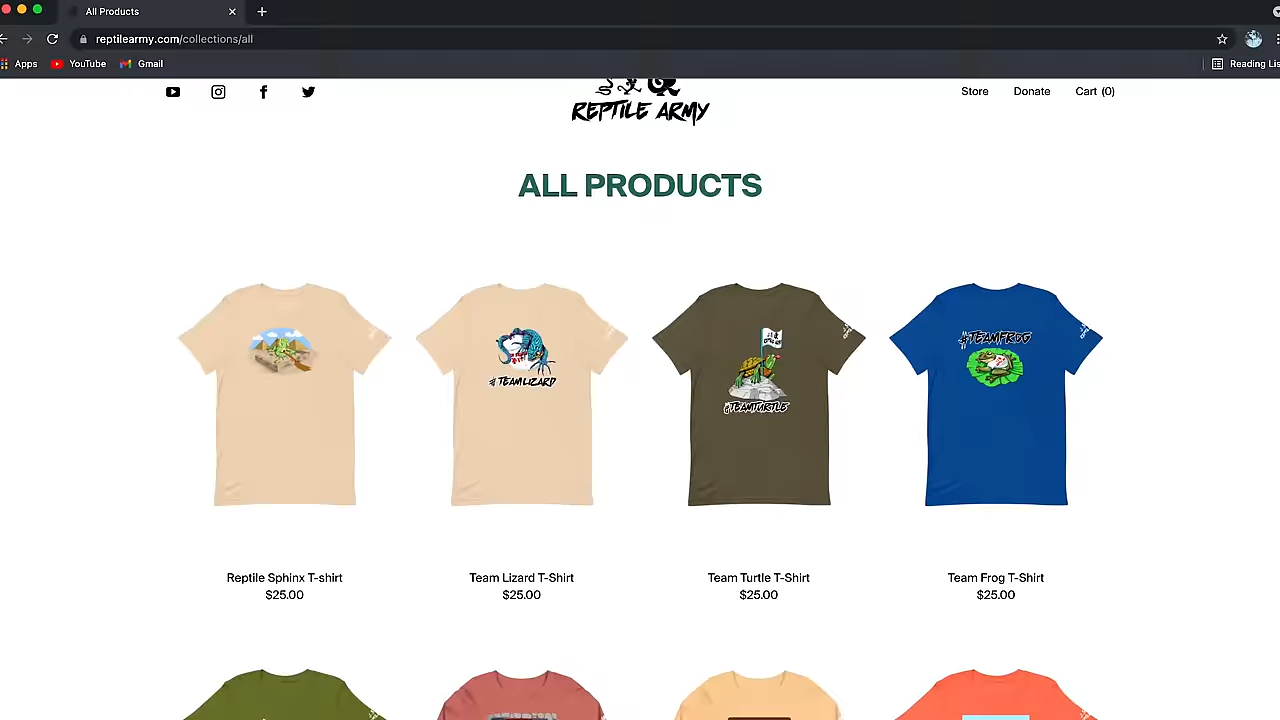 All Products
reptilearmy.com/collections/all
Apps YouTube Gmail Reading Lis
REPTILE ARMY
Store Donate Cart (0)
ALL PRODUCTS
#TEAMLIZARD
#TEAMTURTLE
#TEAMFROG
Reptile Sphinx T-shirt
$25.00
Team Lizard T-Shirt
$25.00
Team Turtle T-Shirt
$25.00
Team Frog T-Shirt
$25.00